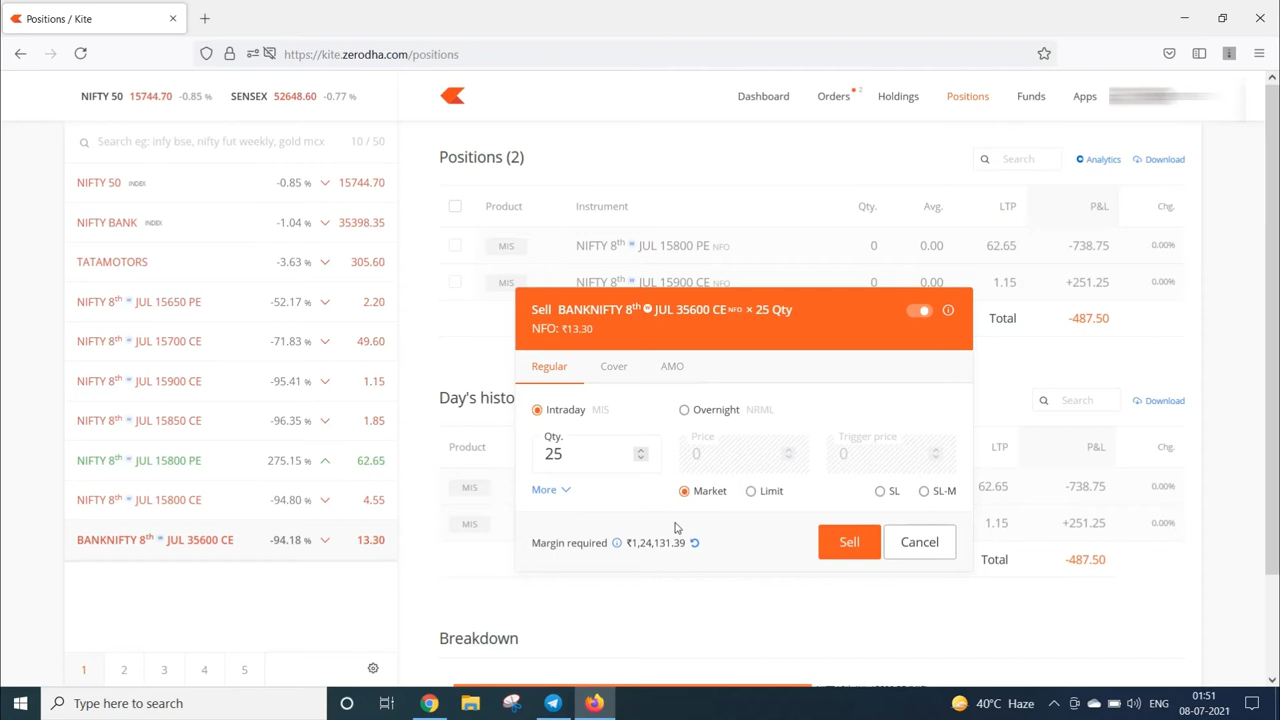 Positions / Kite
https://kite.zerodha.com/positions
NIFTY 50 15744.70 -0.85 % SENSEX 52648.60 -0.77 %
Dashboard Orders 2 Holdings Positions Funds Apps
Search eg: infy bse, nifty fut weekly, gold mcx 10 / 50
NIFTY 50 INDEX -0.85 % 15744.70
NIFTY BANK INDEX -1.04 % 35398.35
TATAMOTORS -3.63 % 305.60
NIFTY 8th W JUL 15650 PE -52.17 % 2.20
NIFTY 8th W JUL 15700 CE -71.83 % 49.60
NIFTY 8th W JUL 15900 CE -95.41 % 1.15
NIFTY 8th W JUL 15850 CE -96.35 % 1.85
NIFTY 8th W JUL 15800 PE 275.15 % 62.65
NIFTY 8th W JUL 15800 CE -94.80 % 4.55
BANKNIFTY 8th W JUL 35600 CE -94.18 % 13.30
1 2 3 4 5
Positions (2) Search Analytics Download
Product Instrument Qty. Avg. LTP P&L Chg.
MIS NIFTY 8th W JUL 15800 PE NFO 0 0.00 62.65 -738.75 0.00%
MIS NIFTY 8th W JUL 15900 CE NFO 0 0.00 1.15 +251.25 0.00%
Total -487.50
Sell BANKNIFTY 8th W JUL 35600 CE NFO × 25 Qty
NFO: ₹13.30
Regular Cover AMO
Intraday MIS Overnight NRML
Qty. Price Trigger price
25 0 0
More Market Limit SL SL-M
Margin required ₹1,24,131.39 Sell Cancel
Day's histo Search Download
Product LTP P&L Chg.
MIS 62.65 -738.75 0.00%
MIS 1.15 +251.25 0.00%
Total -487.50
Breakdown
Type here to search
40°C Haze ENG 01:51
08-07-2021